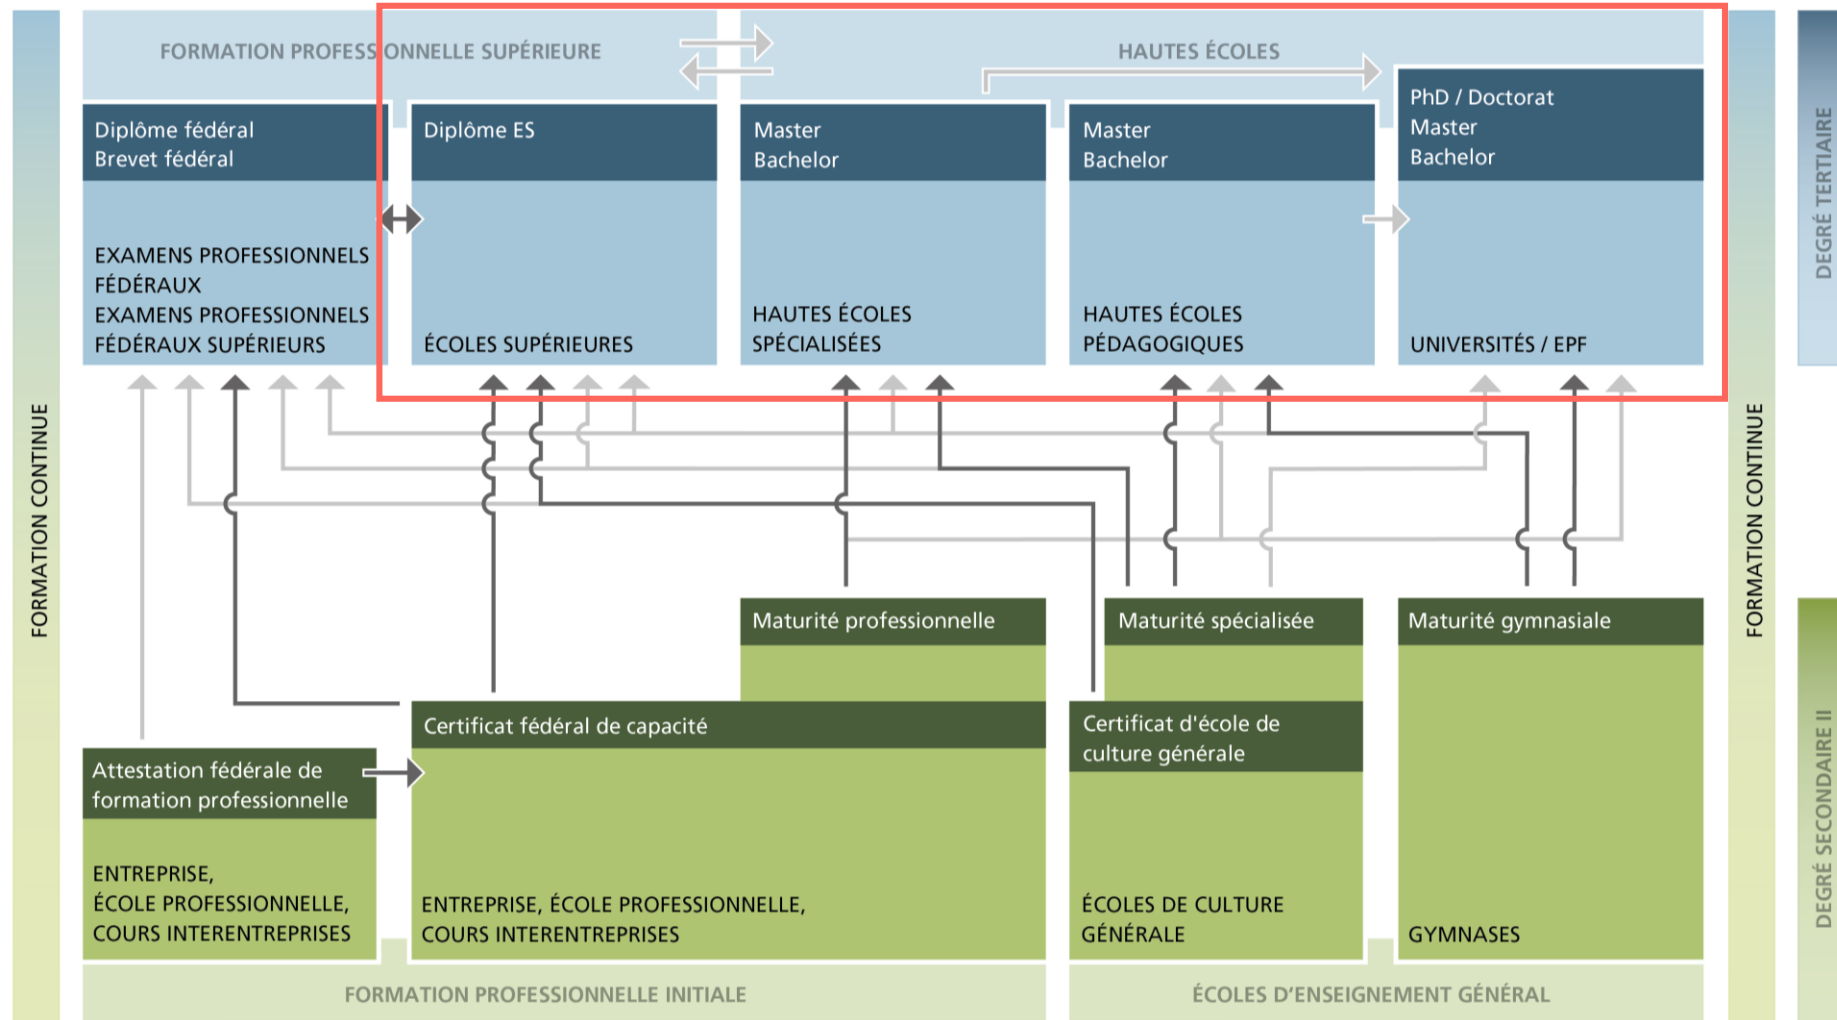 FORMATION PROFESSIONNELLE SUPÉRIEURE
HAUTES ÉCOLES
Diplôme fédéral
Brevet fédéral
EXAMENS PROFESSIONNELS
FÉDÉRAUX
EXAMENS PROFESSIONNELS
FÉDÉRAUX SUPÉRIEURS
Diplôme ES
ÉCOLES SUPÉRIEURES
Master
Bachelor
HAUTES ÉCOLES
SPÉCIALISÉES
Master
Bachelor
HAUTES ÉCOLES
PÉDAGOGIQUES
PhD / Doctorat
Master
Bachelor
UNIVERSITÉS / EPF
DEGRÉ TERTIAIRE
FORMATION CONTINUE
FORMATION CONTINUE
Maturité professionnelle
Maturité spécialisée
Maturité gymnasiale
Certificat fédéral de capacité
Certificat d'école de
culture générale
Attestation fédérale de
formation professionnelle
ENTREPRISE,
ÉCOLE PROFESSIONNELLE,
COURS INTERENTREPRISES
ENTREPRISE, ÉCOLE PROFESSIONNELLE,
COURS INTERENTREPRISES
ÉCOLES DE CULTURE
GÉNÉRALE
GYMNASES
DEGRÉ SECONDAIRE II
FORMATION PROFESSIONNELLE INITIALE
ÉCOLES D'ENSEIGNEMENT GÉNÉRAL